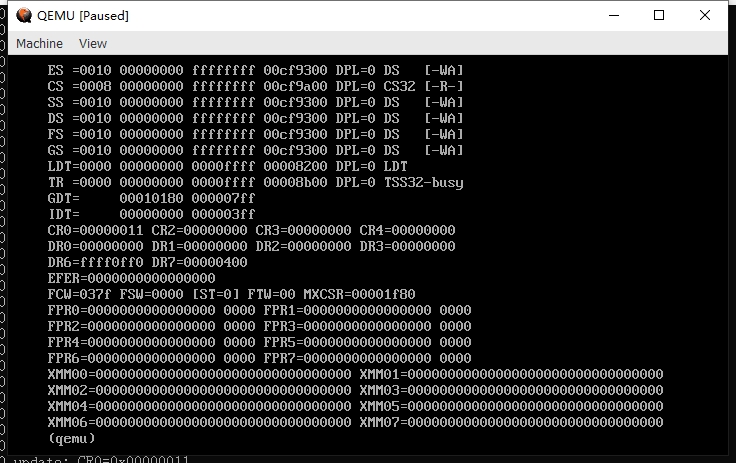 QEMU [Paused]
Machine View
ES =0010 00000000 ffffffff 00cf9300 DPL=0 DS   [-WA]
CS =0008 00000000 ffffffff 00cf9a00 DPL=0 CS32 [-R-]
SS =0010 00000000 ffffffff 00cf9300 DPL=0 DS   [-WA]
DS =0010 00000000 ffffffff 00cf9300 DPL=0 DS   [-WA]
FS =0010 00000000 ffffffff 00cf9300 DPL=0 DS   [-WA]
GS =0010 00000000 ffffffff 00cf9300 DPL=0 DS   [-WA]
LDT=0000 00000000 0000ffff 00008200 DPL=0 LDT
TR =0000 00000000 0000ffff 00008b00 DPL=0 TSS32-busy
GDT=     00010180 000007ff
IDT=     00000000 000003ff
CR0=00000011 CR2=00000000 CR3=00000000 CR4=00000000
DR0=00000000 DR1=00000000 DR2=00000000 DR3=00000000
DR6=ffff0ff0 DR7=00000400
EFER=0000000000000000
FCW=037f FSW=0000 [ST=0] FTW=00 MXCSR=00001f80
FPR0=0000000000000000 0000 FPR1=0000000000000000 0000
FPR2=0000000000000000 0000 FPR3=0000000000000000 0000
FPR4=0000000000000000 0000 FPR5=0000000000000000 0000
FPR6=0000000000000000 0000 FPR7=0000000000000000 0000
XMM00=00000000000000000000000000000000 XMM01=00000000000000000000000000000000
XMM02=00000000000000000000000000000000 XMM03=00000000000000000000000000000000
XMM04=00000000000000000000000000000000 XMM05=00000000000000000000000000000000
XMM06=00000000000000000000000000000000 XMM07=00000000000000000000000000000000
(qemu)
update: CR0=0x00000011